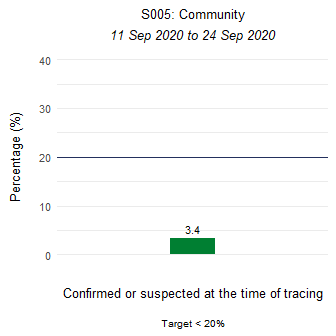 S005: Community
11 Sep 2020 to 24 Sep 2020
Percentage (%)
40
30
20
10
0
3.4
Confirmed or suspected at the time of tracing
Target < 20%